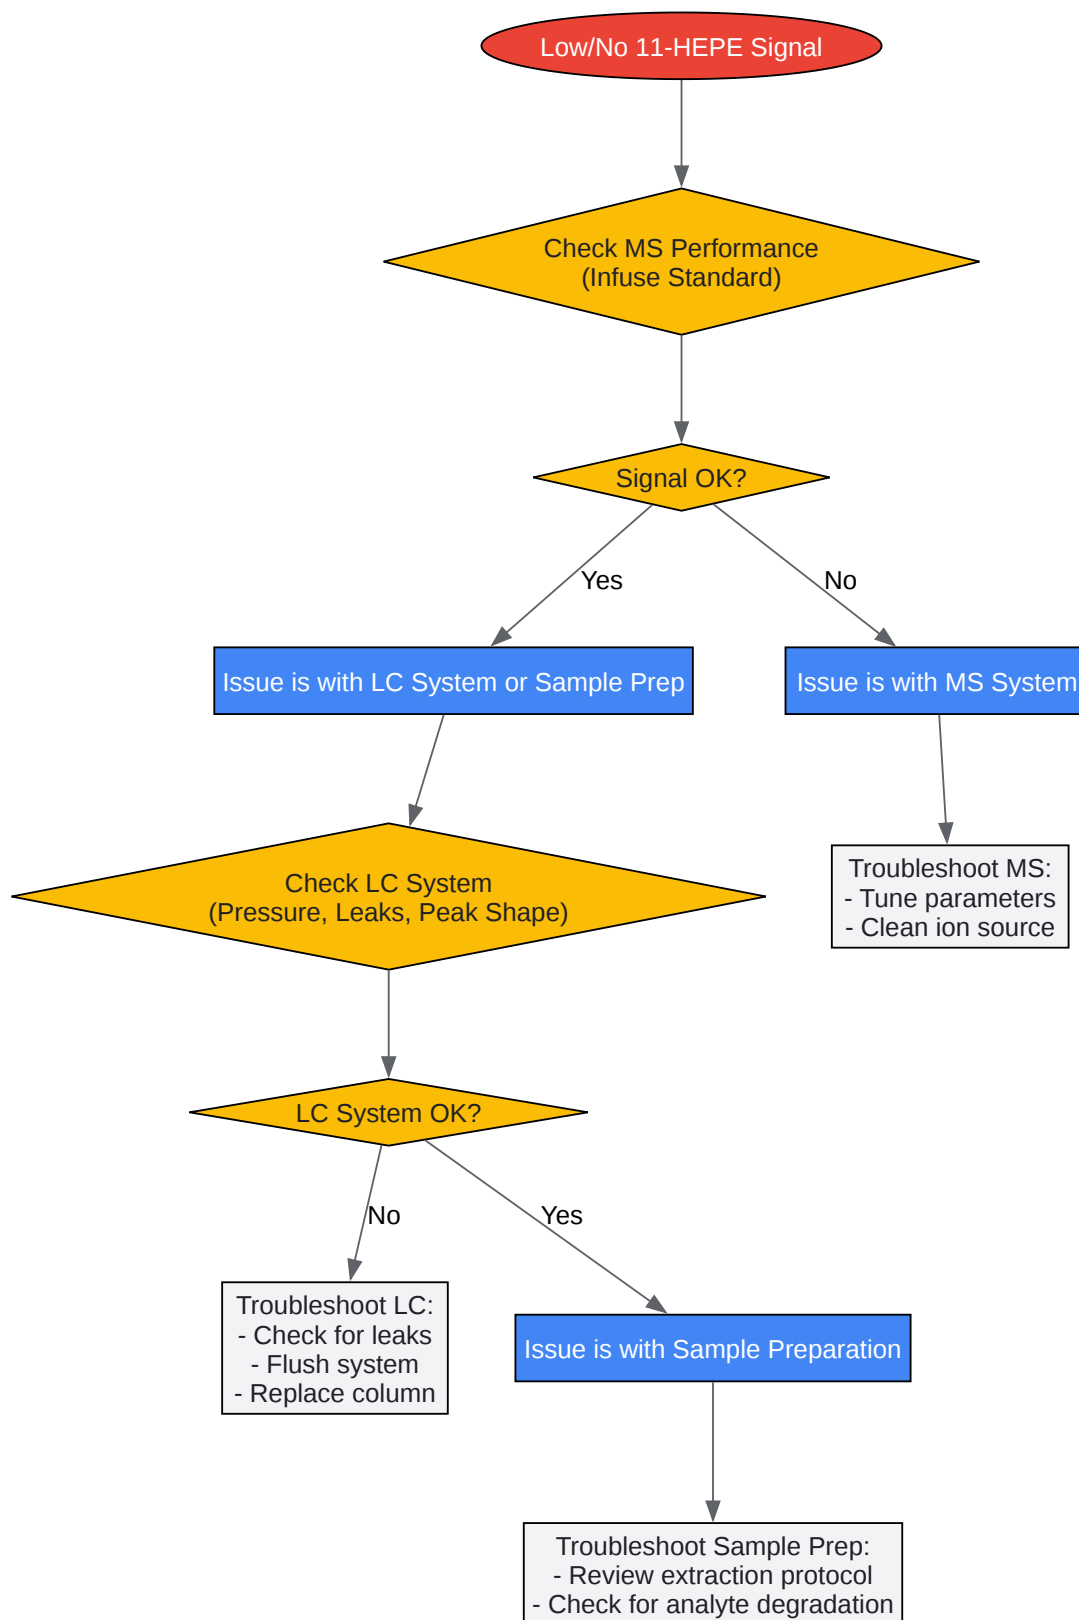 Low/No 11-HEPE Signal
Check MS Performance
(Infuse Standard)
Signal OK?
Yes
No
Issue is with LC System or Sample Prep
Issue is with MS System
Check LC System
(Pressure, Leaks, Peak Shape)
Troubleshoot MS:
- Tune parameters
- Clean ion source
LC System OK?
No
Yes
Troubleshoot LC:
- Check for leaks
- Flush system
- Replace column
Issue is with Sample Preparation
Troubleshoot Sample Prep:
- Review extraction protocol
- Check for analyte degradation